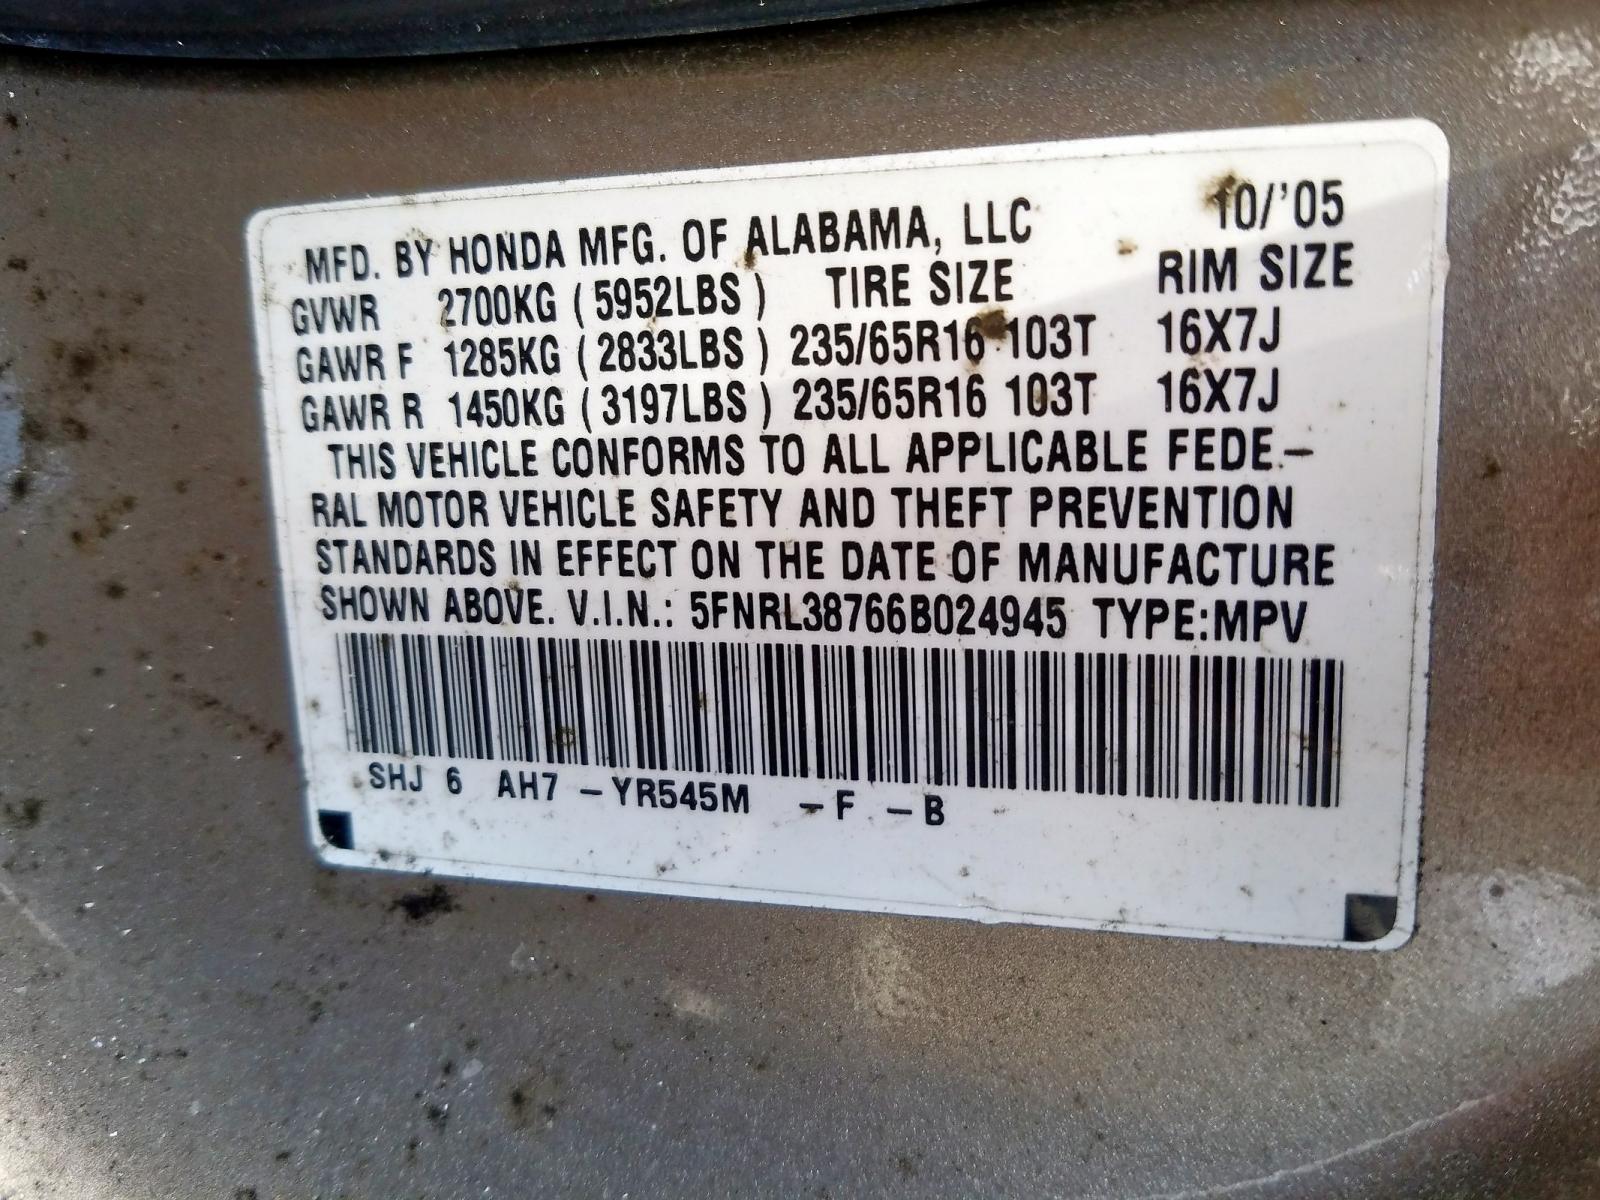 MFD. BY HONDA MFG. OF ALABAMA, LLC 10/'05
GVWR 2700KG (5952LBS) TIRE SIZE RIM SIZE
GAWR F 1285KG (2833LBS) 235/65R16 103T 16X7J
GAWR R 1450KG (3197LBS) 235/65R16 103T 16X7J
THIS VEHICLE CONFORMS TO ALL APPLICABLE FEDE.-
RAL MOTOR VEHICLE SAFETY AND THEFT PREVENTION
STANDARDS IN EFFECT ON THE DATE OF MANUFACTURE
SHOWN ABOVE. V.I.N.: 5FNRL38766B024945 TYPE:MPV
SHJ 6 AH7 -YR545M -F -B